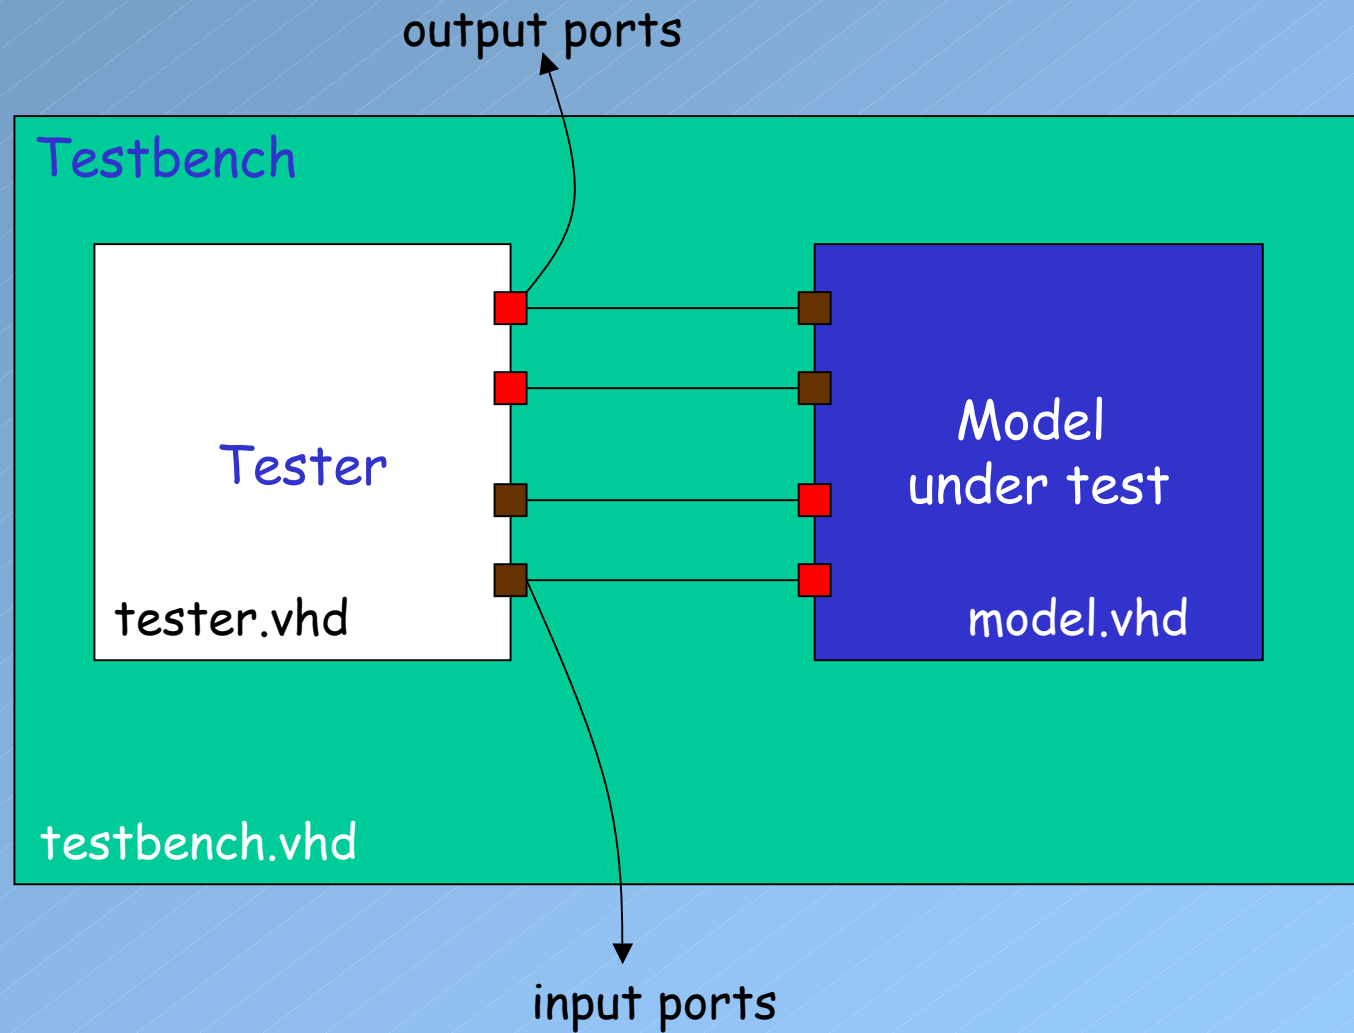 output ports
Testbench
Tester
tester.vhd
Model
under test
model.vhd
testbench.vhd
input ports